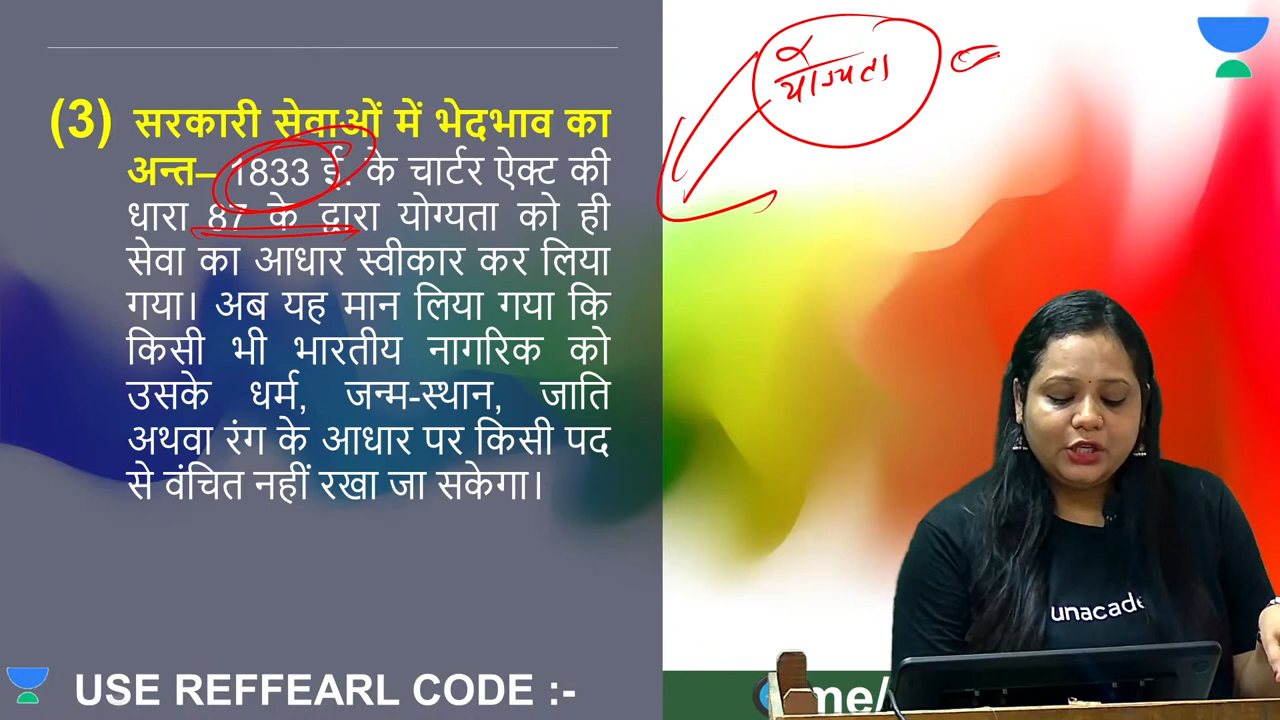 (3) सरकारी सेवाओं में भेदभाव का
अन्त– 1833 ई. के चार्टर ऐक्ट की
धारा 87 के द्वारा योग्यता को ही
सेवा का आधार स्वीकार कर लिया
गया। अब यह मान लिया गया कि
किसी भी भारतीय नागरिक को
उसके धर्म, जन्म-स्थान, जाति
अथवा रंग के आधार पर किसी पद
से वंचित नहीं रखा जा सकेगा।
योग्यता
unacade
USE REFFEARL CODE :-
me/